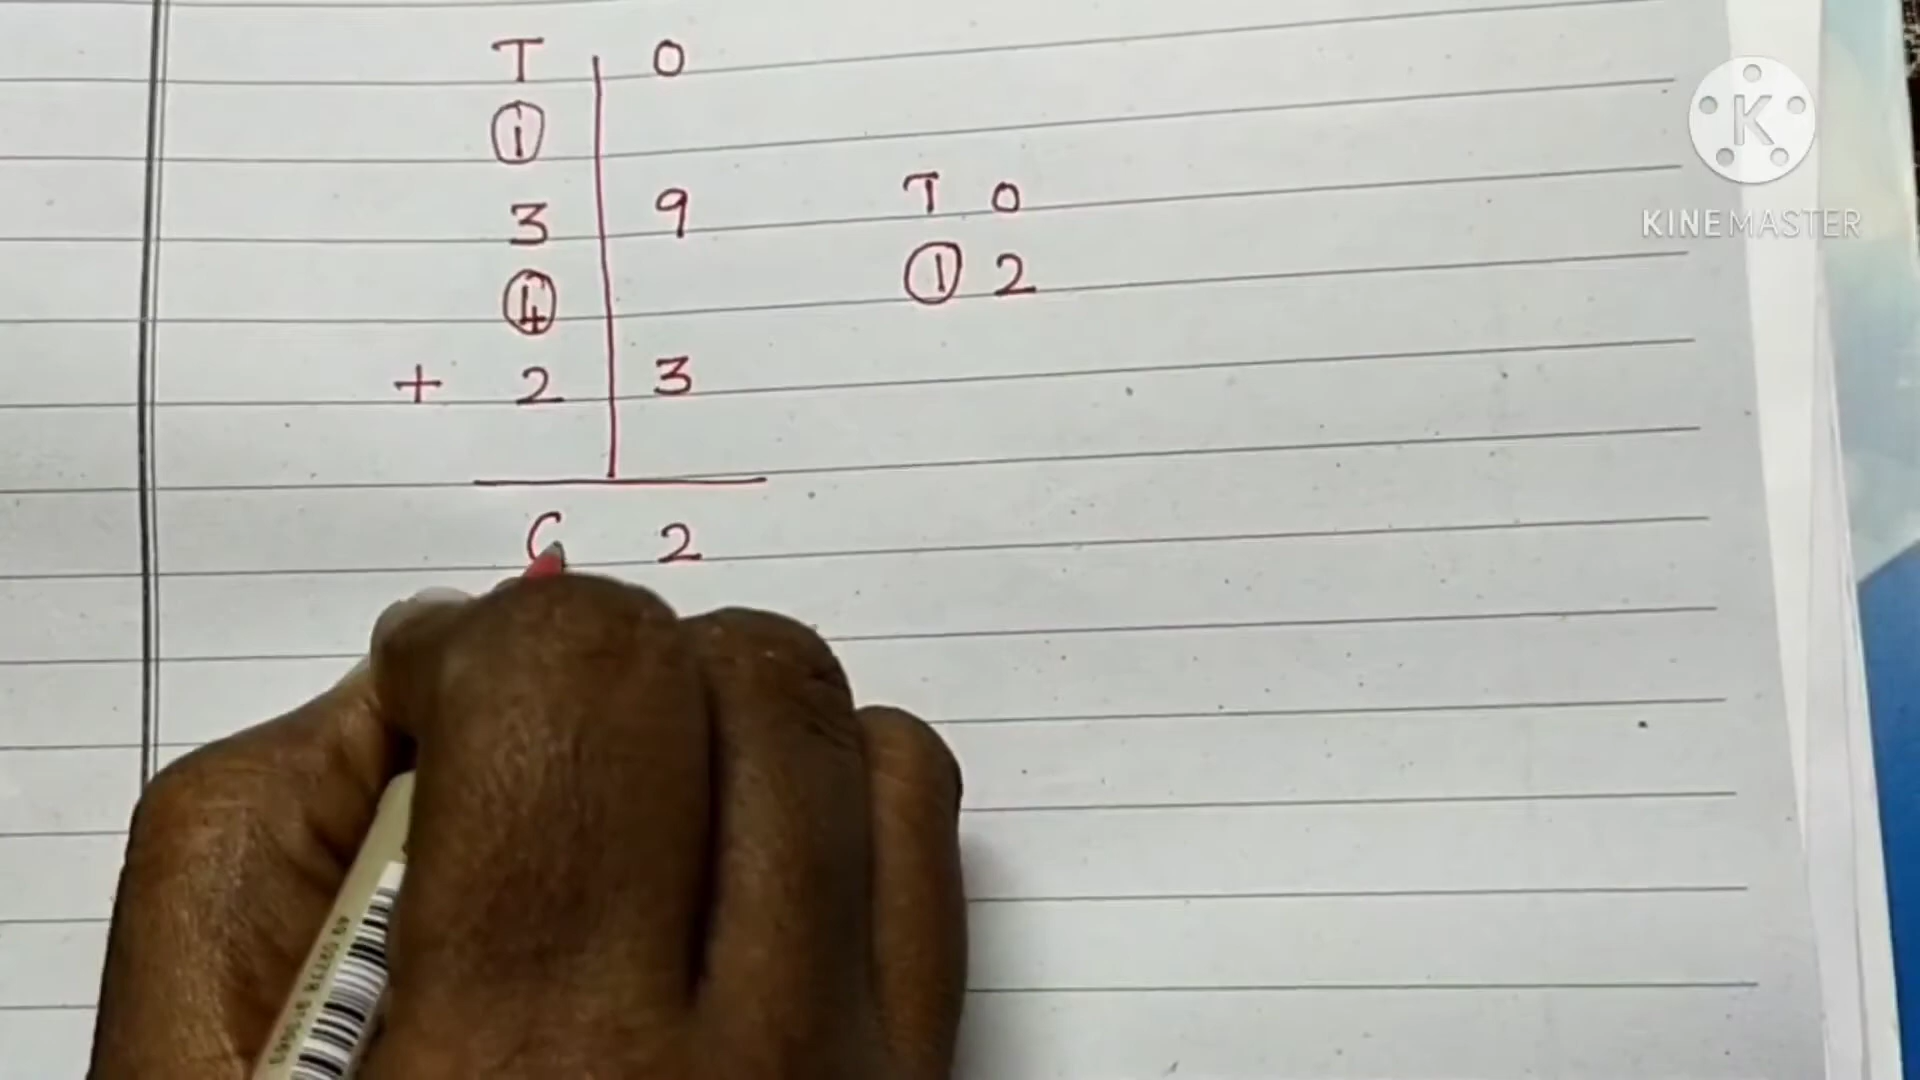 T | O
①
3 | 9
④
+ 2 | 3
2
T O
① 2
K
KINEMASTER